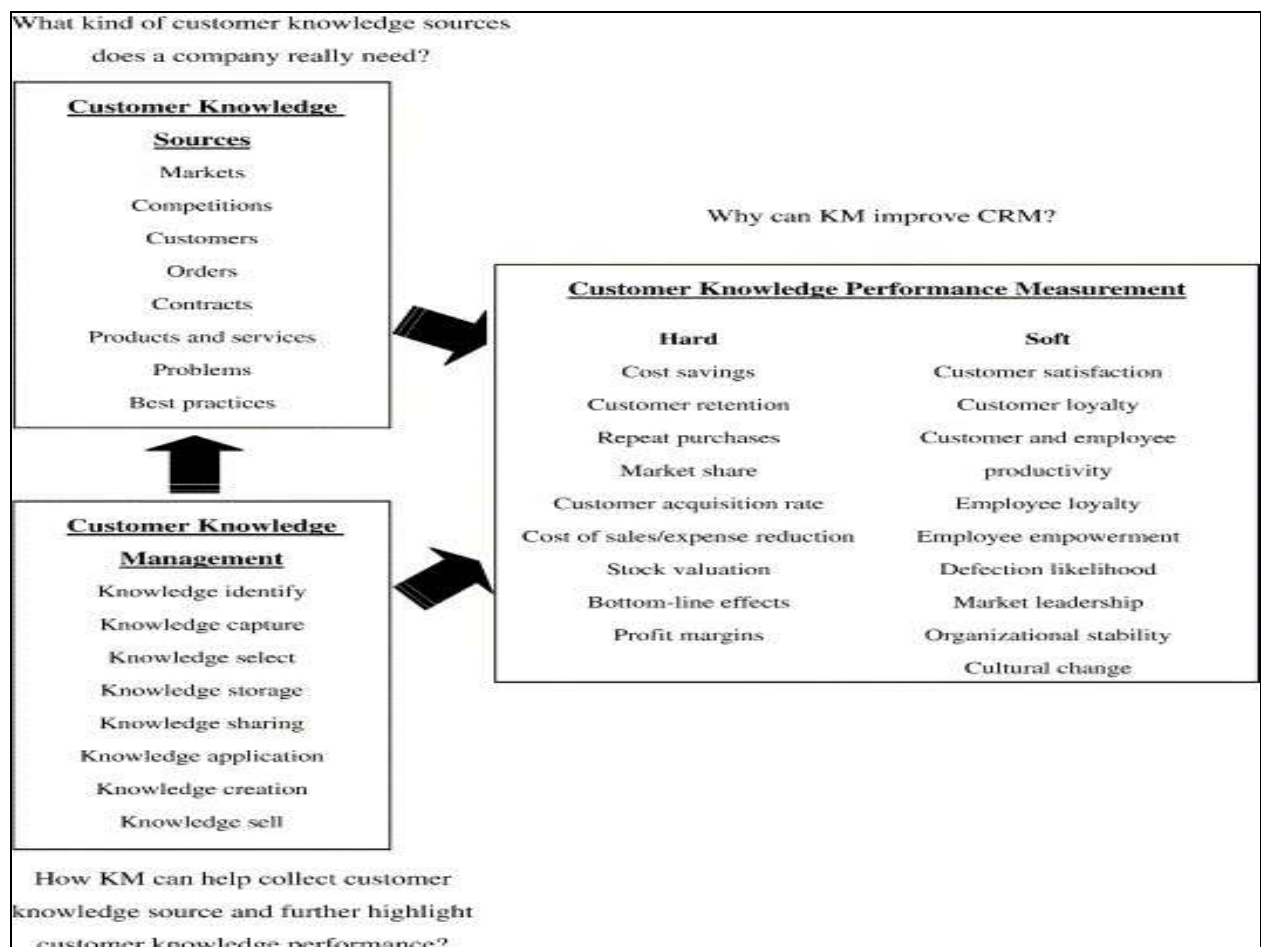 What kind of customer knowledge sources
does a company really need?
Customer Knowledge
Sources
Markets
Competitions
Customers
Orders
Contracts
Products and services
Problems
Best practices
Customer Knowledge
Management
Knowledge identify
Knowledge capture
Knowledge select
Knowledge storage
Knowledge sharing
Knowledge application
Knowledge creation
Knowledge sell
How KM can help collect customer
knowledge source and further highlight
customer knowledge performance?
Why can KM improve CRM?
Customer Knowledge Performance Measurement
Hard
Cost savings
Customer retention
Repeat purchases
Market share
Customer acquisition rate
Cost of sales/expense reduction
Stock valuation
Bottom-line effects
Profit margins
Soft
Customer satisfaction
Customer loyalty
Customer and employee
productivity
Employee loyalty
Employee empowerment
Defection likelihood
Market leadership
Organizational stability
Cultural change